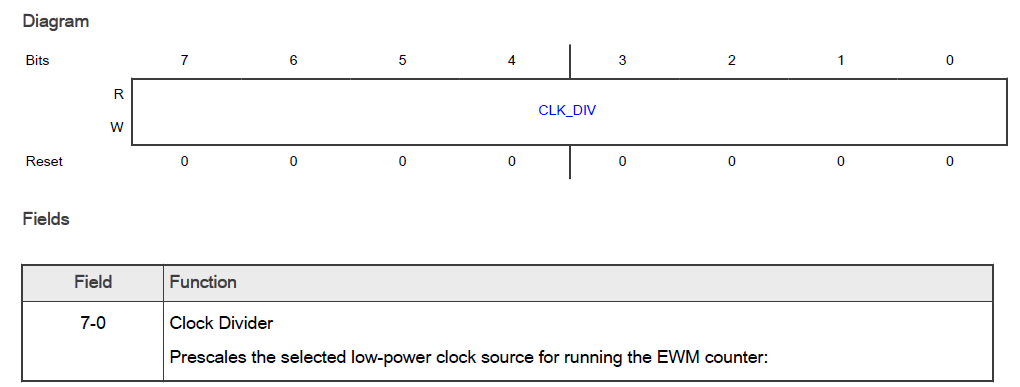 Diagram
Bits 7 6 5 4 3 2 1 0
R
CLK_DIV
W
Reset 0 0 0 0 0 0 0 0
Fields
Field Function
7-0 Clock Divider
Prescales the selected low-power clock source for running the EWM counter: